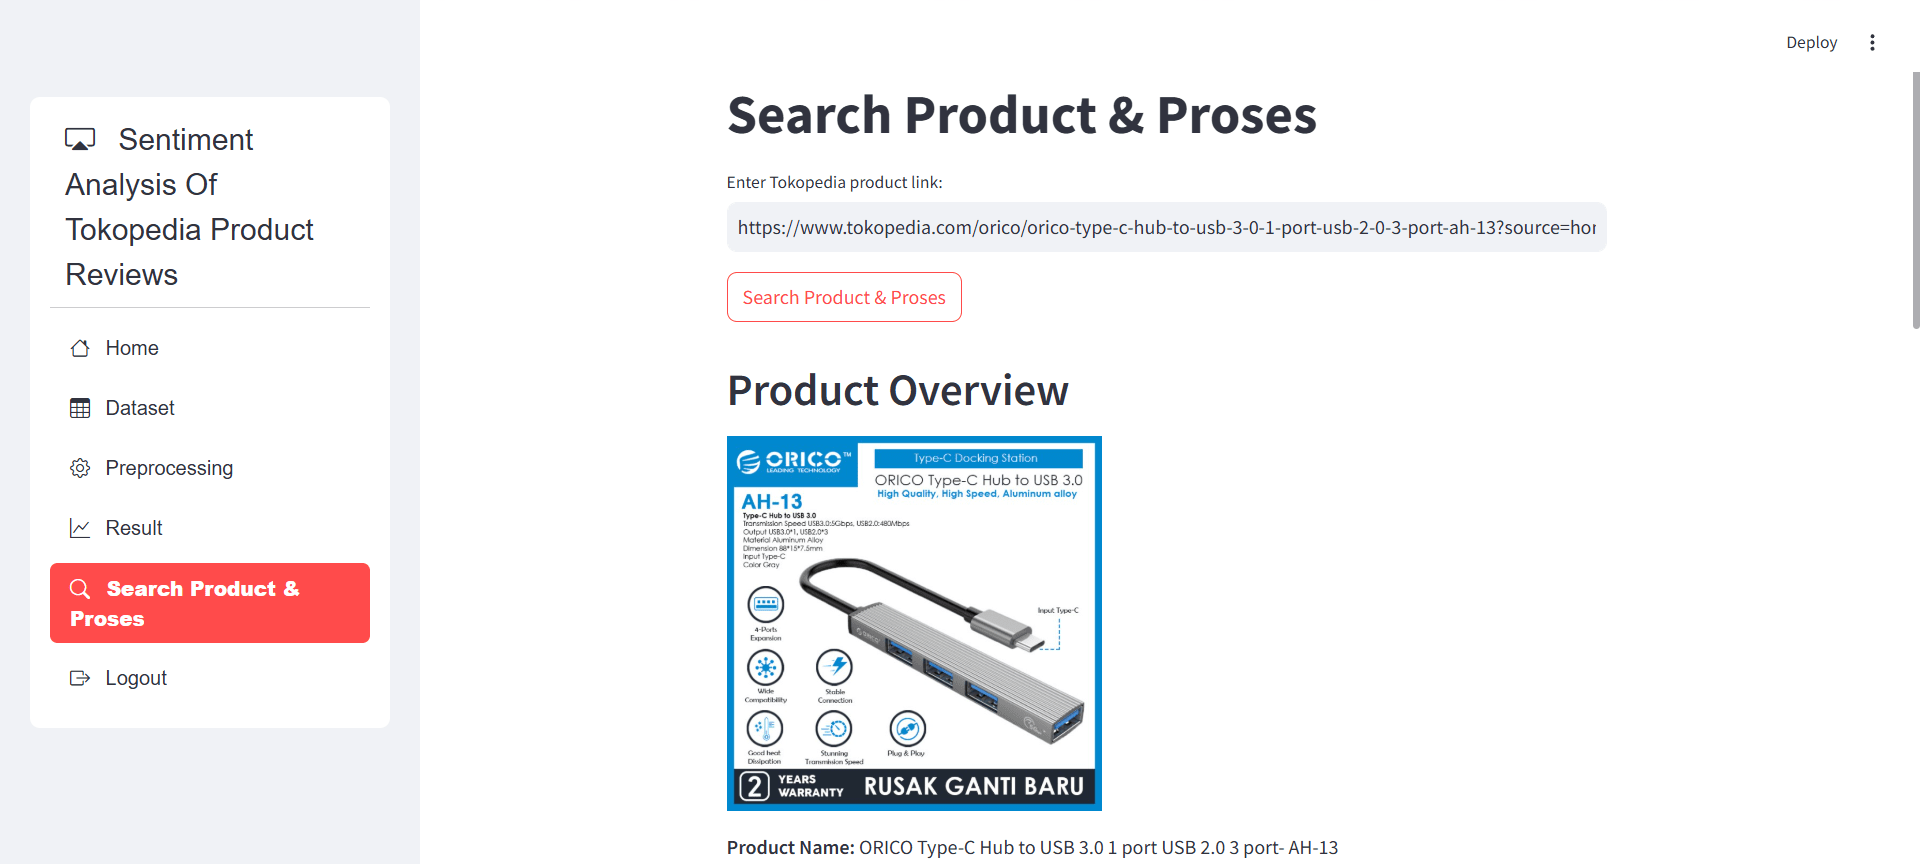 Deploy
Sentiment
Analysis Of
Tokopedia Product
Reviews
Home
Dataset
Preprocessing
Result
Search Product &
Proses
Logout
Search Product & Proses
Enter Tokopedia product link:
https://www.tokopedia.com/orico/orico-type-c-hub-to-usb-3-0-1-port-usb-2-0-3-port-ah-13?source=hor
Search Product & Proses
Product Overview
ORICO™
LEADING TECHNOLOGY
Type-C Docking Station
ORICO Type-C Hub to USB 3.0
High Quality, High Speed, Aluminum alloy
AH-13
Type-C Hub to USB 3.0
Transmission Speed USB3.0:5Gbps, USB2.0:480Mbps
Output USB3.0*1, USB2.0*3
Material Aluminum Alloy
Dimension 88*15*7.5mm
Input Type-C
Color Gray
Input Type-C
ORICO
4-Ports
Expansion
Wide
Compatibility
Stable
Connection
Good heat
Dissipation
Stunning
Transmission Speed
Plug & Play
2 YEARS
WARRANTY
RUSAK GANTI BARU
Product Name: ORICO Type-C Hub to USB 3.0 1 port USB 2.0 3 port- AH-13